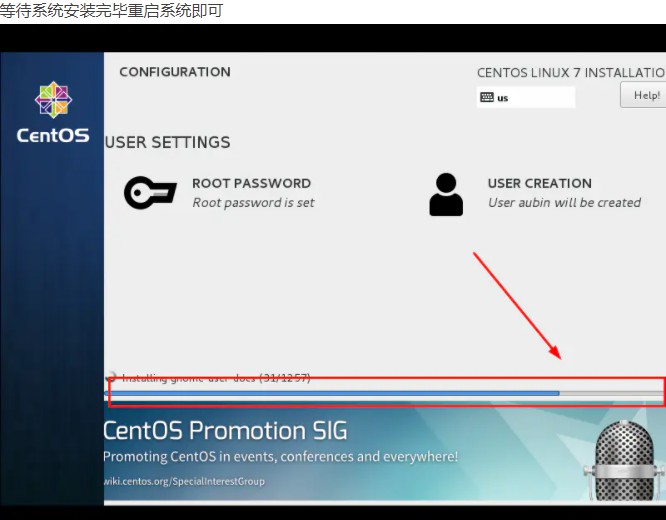 等待系统安装完毕重启系统即可
CONFIGURATION
CENTOS LINUX 7 INSTALLATIO
us
Help!
CentOS
USER SETTINGS
ROOT PASSWORD
Root password is set
USER CREATION
User aubin will be created
Installing gnome-user-docs (31/1257)
CentOS Promotion SIG
Promoting CentOS in events, conferences and everywhere!
wiki.centos.org/SpecialInterestGroup